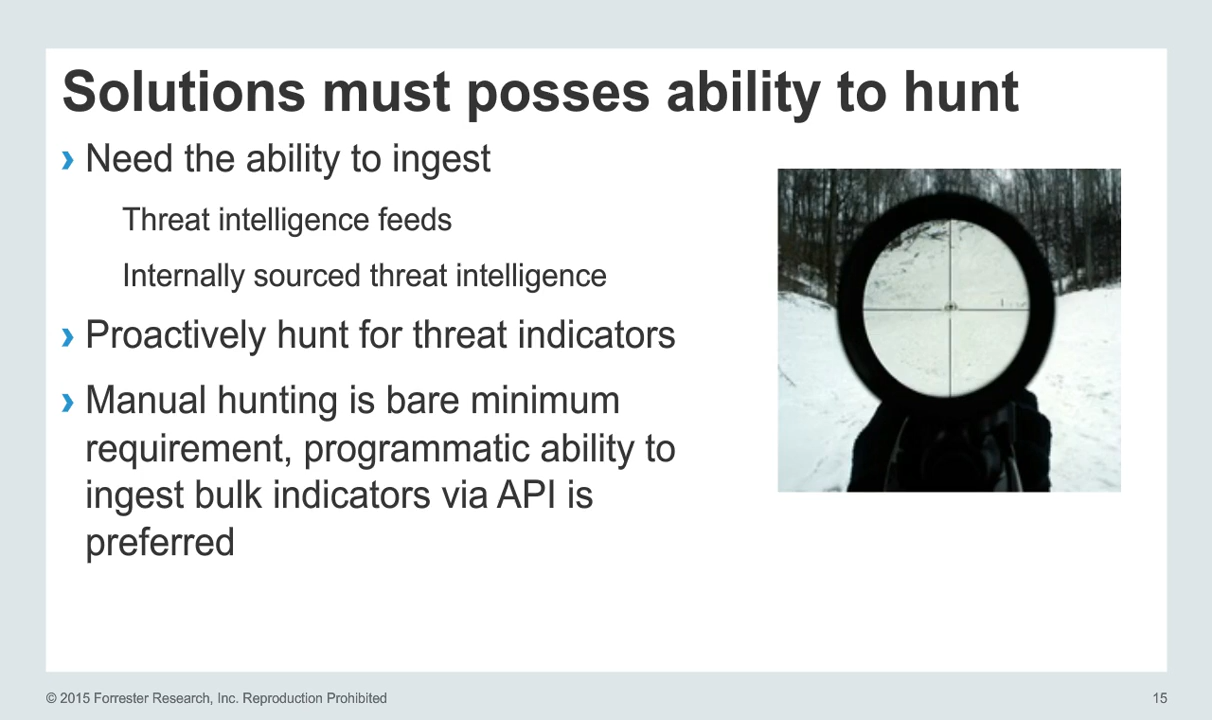 Solutions must posses ability to hunt
› Need the ability to ingest
Threat intelligence feeds
Internally sourced threat intelligence
› Proactively hunt for threat indicators
› Manual hunting is bare minimum
requirement, programmatic ability to
ingest bulk indicators via API is
preferred
© 2015 Forrester Research, Inc. Reproduction Prohibited
15